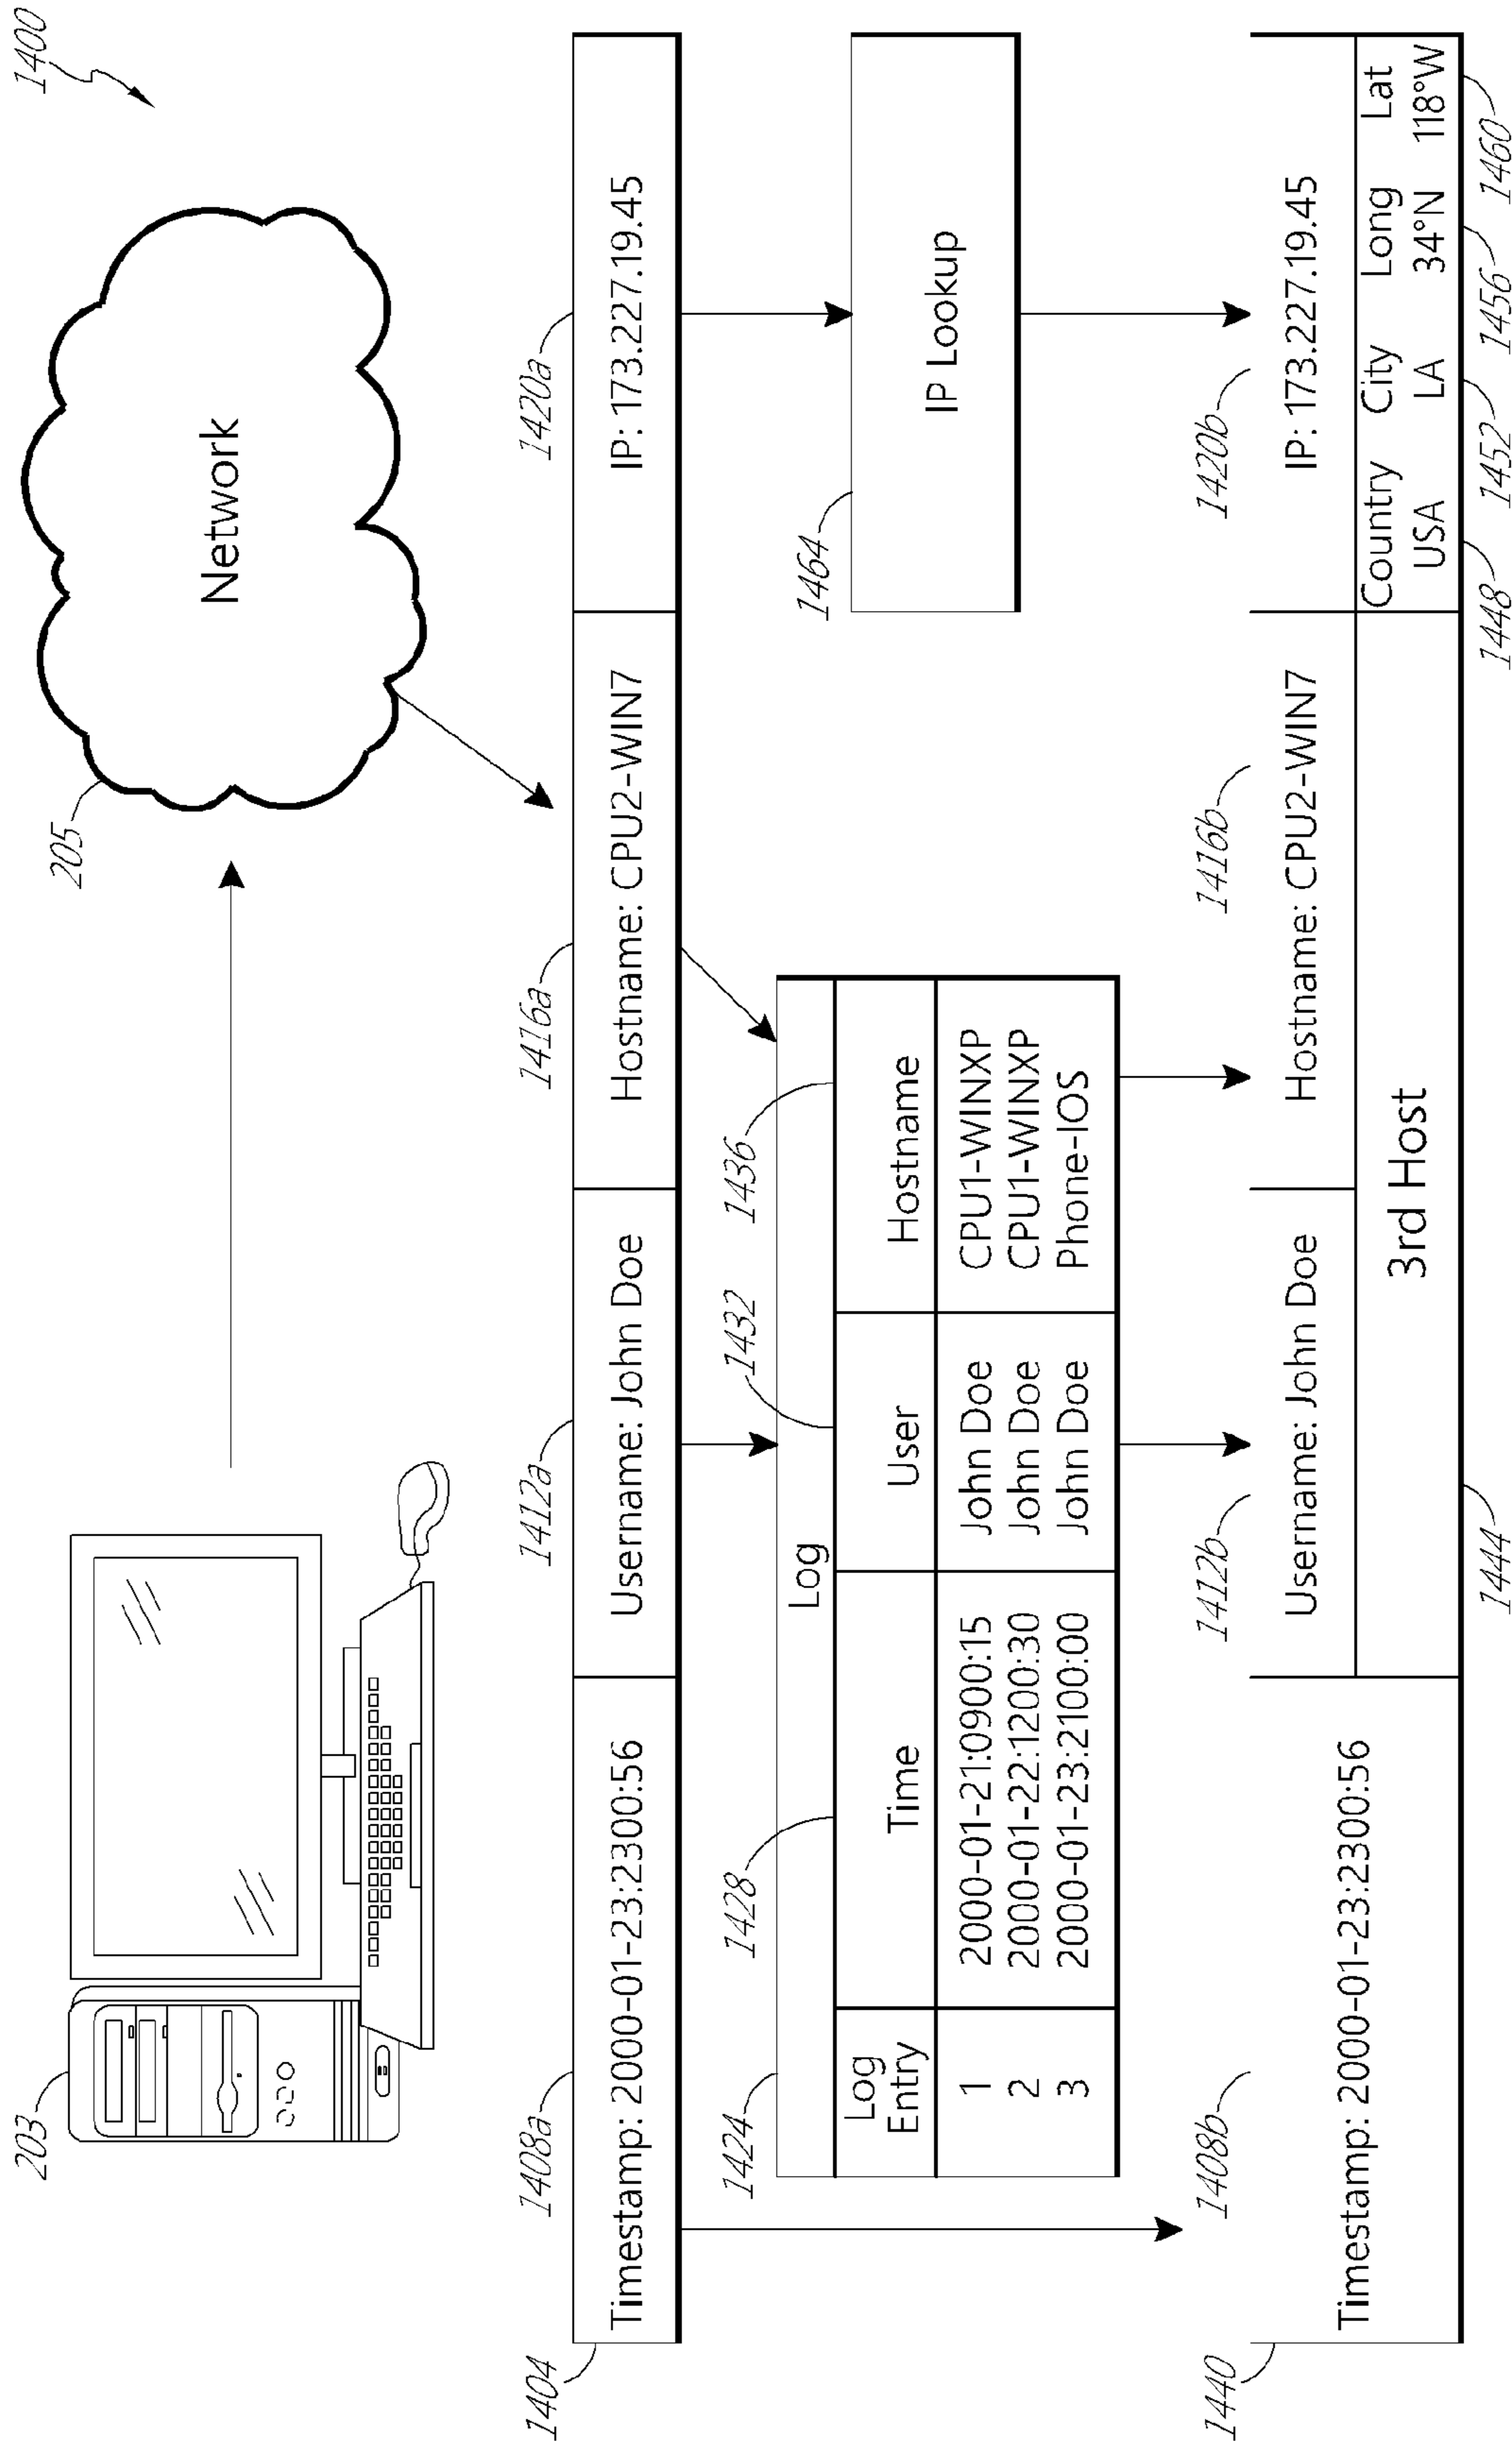 1400
203
205
Network
1404
1408a
1412a
1416a
1420a
Timestamp: 2000-01-23:2300:56
Username: John Doe
Hostname: CPU2-WIN7
IP: 173.227.19.45
1424
1428
1432
1436
1464
Log
Log Entry
Time
User
Hostname
1 2000-01-21:0900:15 John Doe CPU1-WINXP
2 2000-01-22:1200:30 John Doe CPU1-WINXP
3 2000-01-23:2100:00 John Doe Phone-IOS
IP Lookup
1440
1408b
1412b
1416b
1420b
Timestamp: 2000-01-23:2300:56
Username: John Doe
Hostname: CPU2-WIN7
IP: 173.227.19.45
3rd Host
Country City Long Lat
USA LA 34°N 118°W
1444
1448
1452
1456
1460